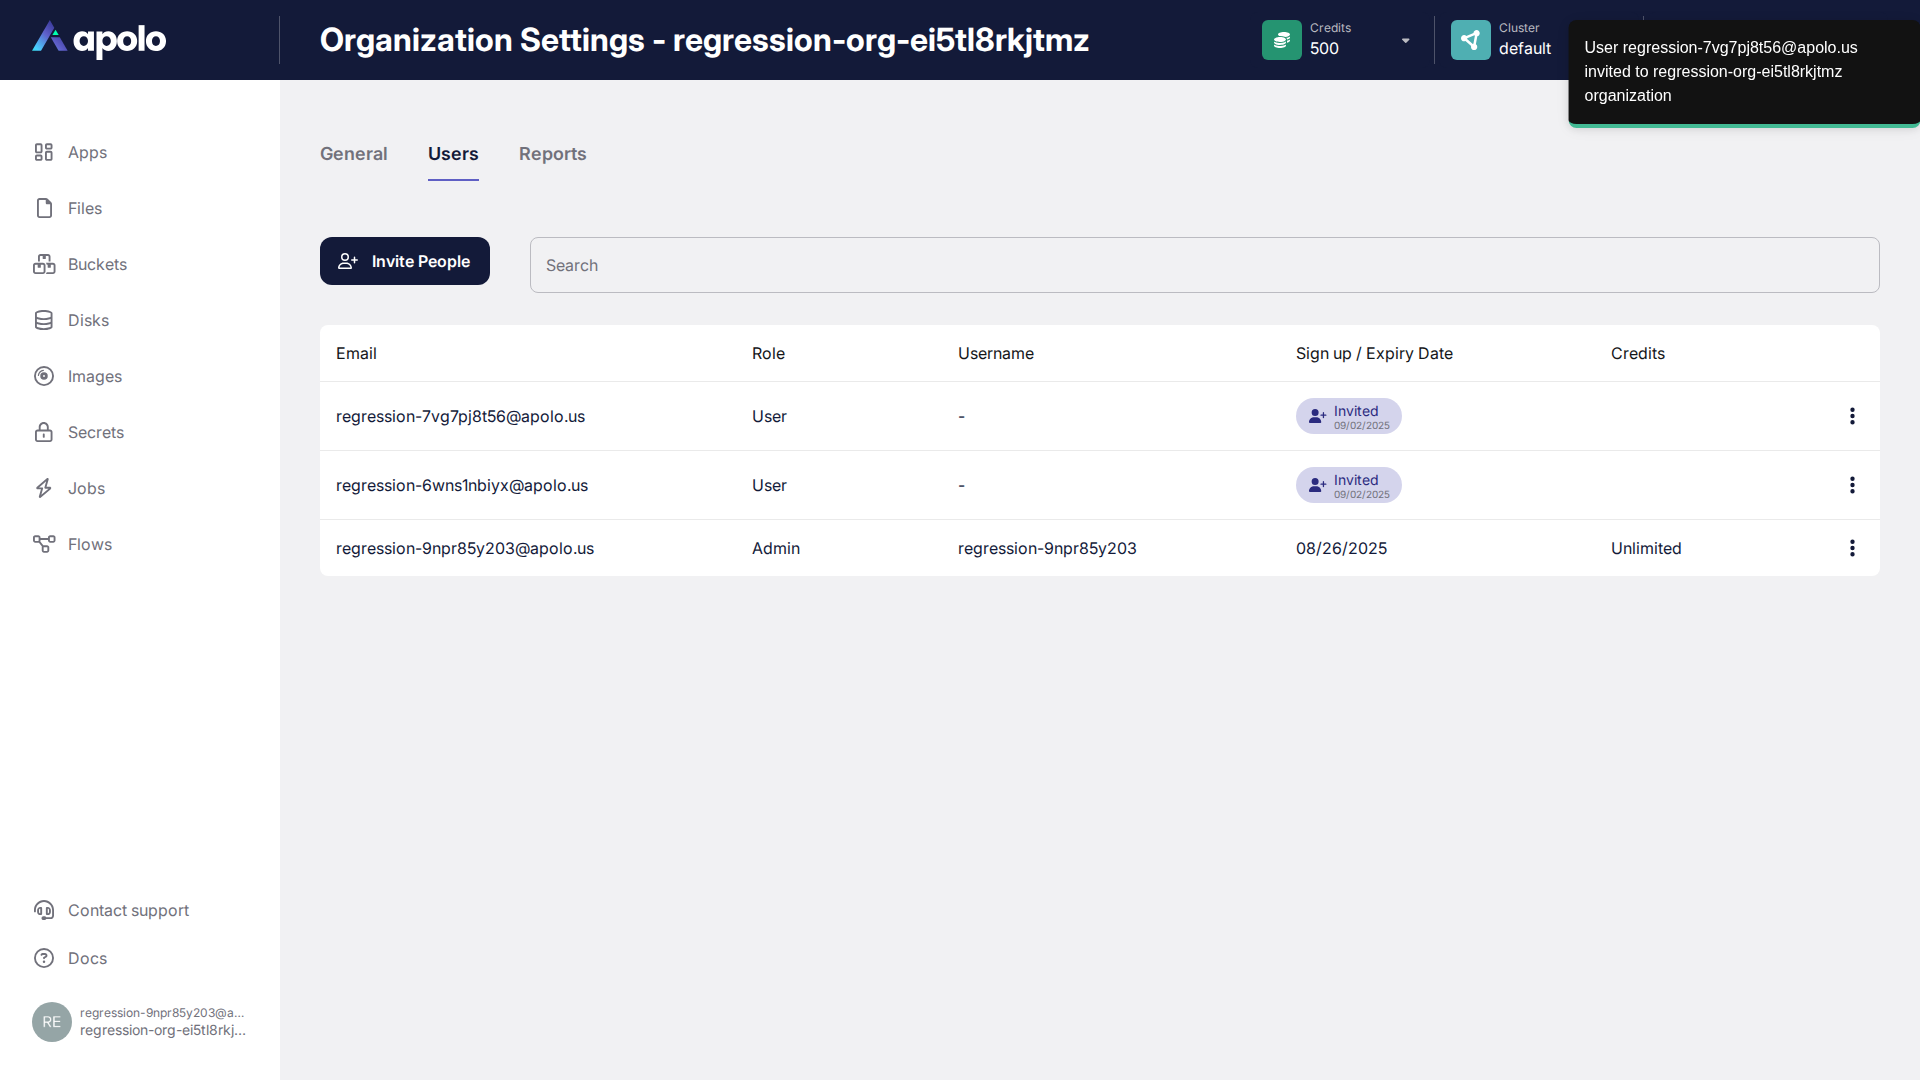 apolo
Organization Settings - regression-org-ei5tl8rkjtmz
Credits
500
Cluster
default
User regression-7vg7pj8t56@apolo.us
invited to regression-org-ei5tl8rkjtmz
organization
Apps
Files
Buckets
Disks
Images
Secrets
Jobs
Flows
General Users Reports
Invite People
Search
Email Role Username Sign up / Expiry Date Credits
regression-7vg7pj8t56@apolo.us User - Invited
09/02/2025
regression-6wns1nbiyx@apolo.us User - Invited
09/02/2025
regression-9npr85y203@apolo.us Admin regression-9npr85y203 08/26/2025 Unlimited
Contact support
Docs
RE
regression-9npr85y203@a...
regression-org-ei5tl8rkj...